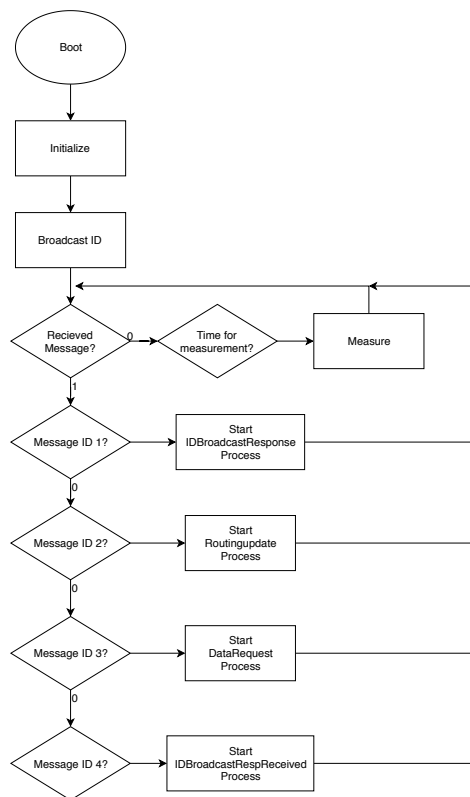 Boot
Initialize
Broadcast ID
Recieved
Message?
0
Time for
measurement?
Measure
1
Message ID 1?
Start
IDBroadcastResponse
Process
0
Message ID 2?
Start
Routingupdate
Process
0
Message ID 3?
Start
DataRequest
Process
0
Message ID 4?
Start
IDBroadcastRespReceived
Process